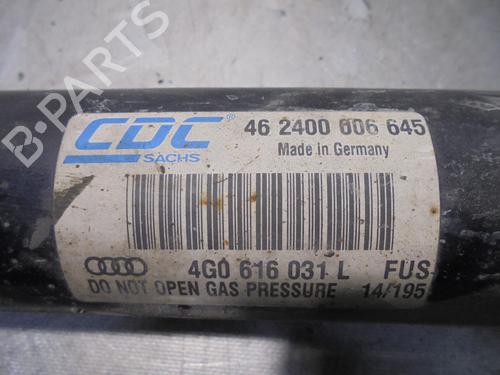 B-PARTS
CDC®
SACHS
46 2400 006 645
Made in Germany
4G0 616 031 L FUS
DO NOT OPEN GAS PRESSURE 14/195